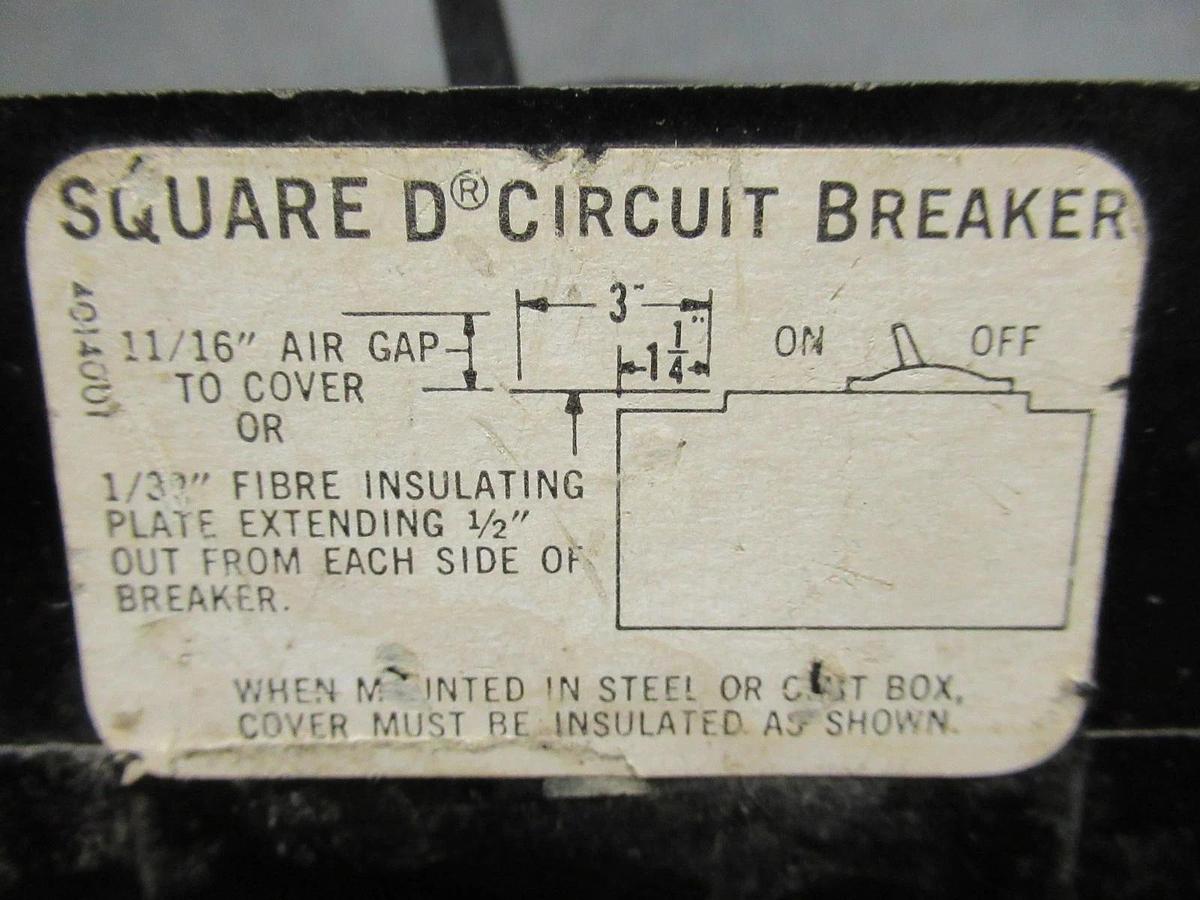 SQUARE D® CIRCUIT BREAKER
3"
1 1/4"
ON OFF
11/16" AIR GAP
TO COVER
OR
FIBRE INSULATING
PLATE EXTENDING 1/2"
OUT FROM EACH SIDE OF
BREAKER.
WHEN MOUNTED IN STEEL OR BOX,
COVER MUST BE INSULATED AS SHOWN.